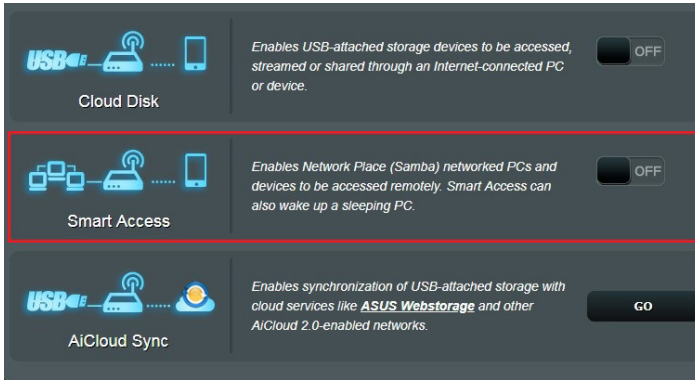 Enables USB-attached storage devices to be accessed,
USB
streamed or shared through an Internet-connected PC
OFF
or device.
Cloud Disk
Enables Network Place (Samba) networked PCs and
devices to be accessed remotely. Smart Access can
OFF
also wake up a sleeping PC.
Smart Access
Enables synchronization of USB-attached storage with
USB
cloud services like ASUS Webstorage and other
GO
AiCloud 2.0-enabled networks.
AiCloud Sync